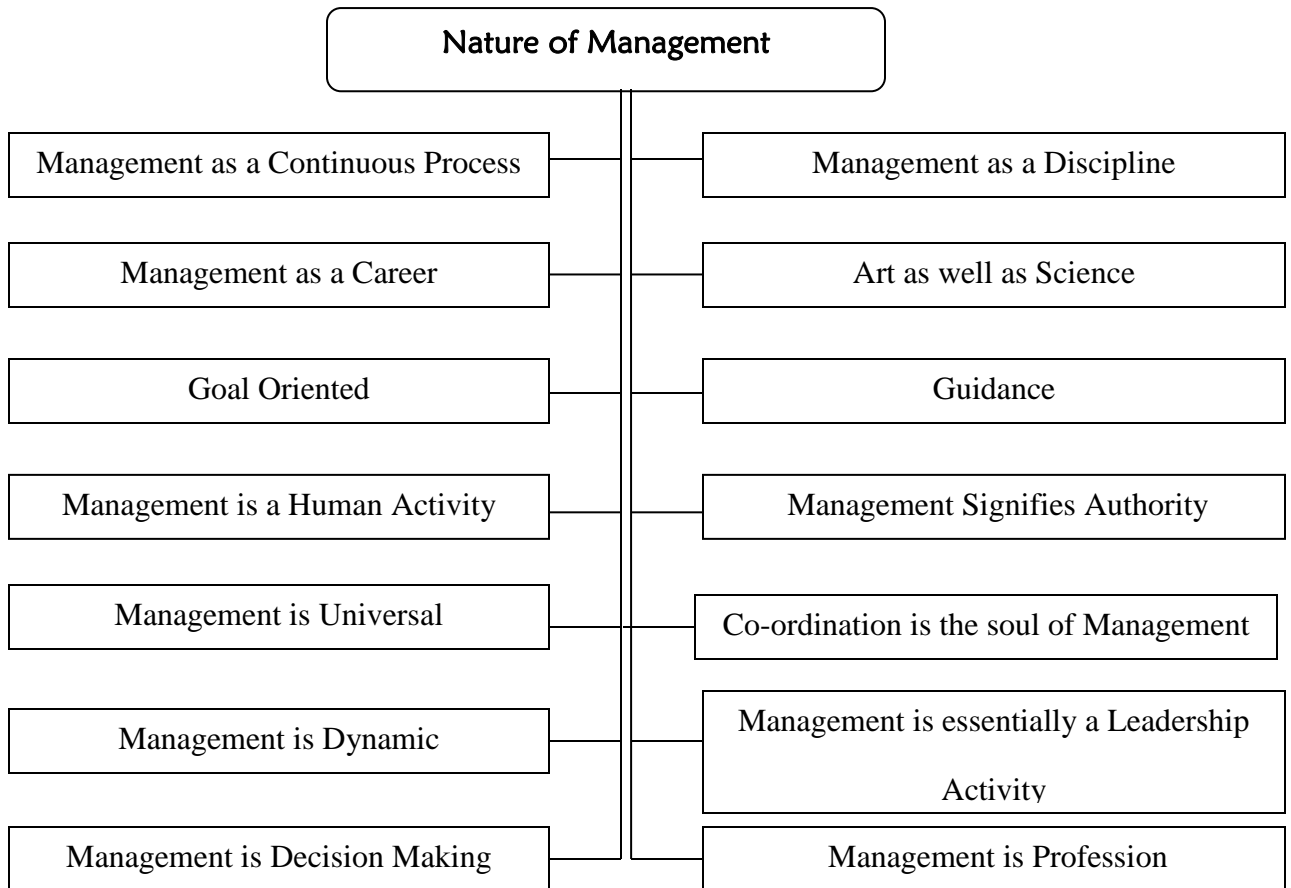 Nature of Management
Management as a Continuous Process
Management as a Discipline
Management as a Career
Art as well as Science
Goal Oriented
Guidance
Management is a Human Activity
Management Signifies Authority
Management is Universal
Co-ordination is the soul of Management
Management is Dynamic
Management is essentially a Leadership
Activity
Management is Decision Making
Management is Profession